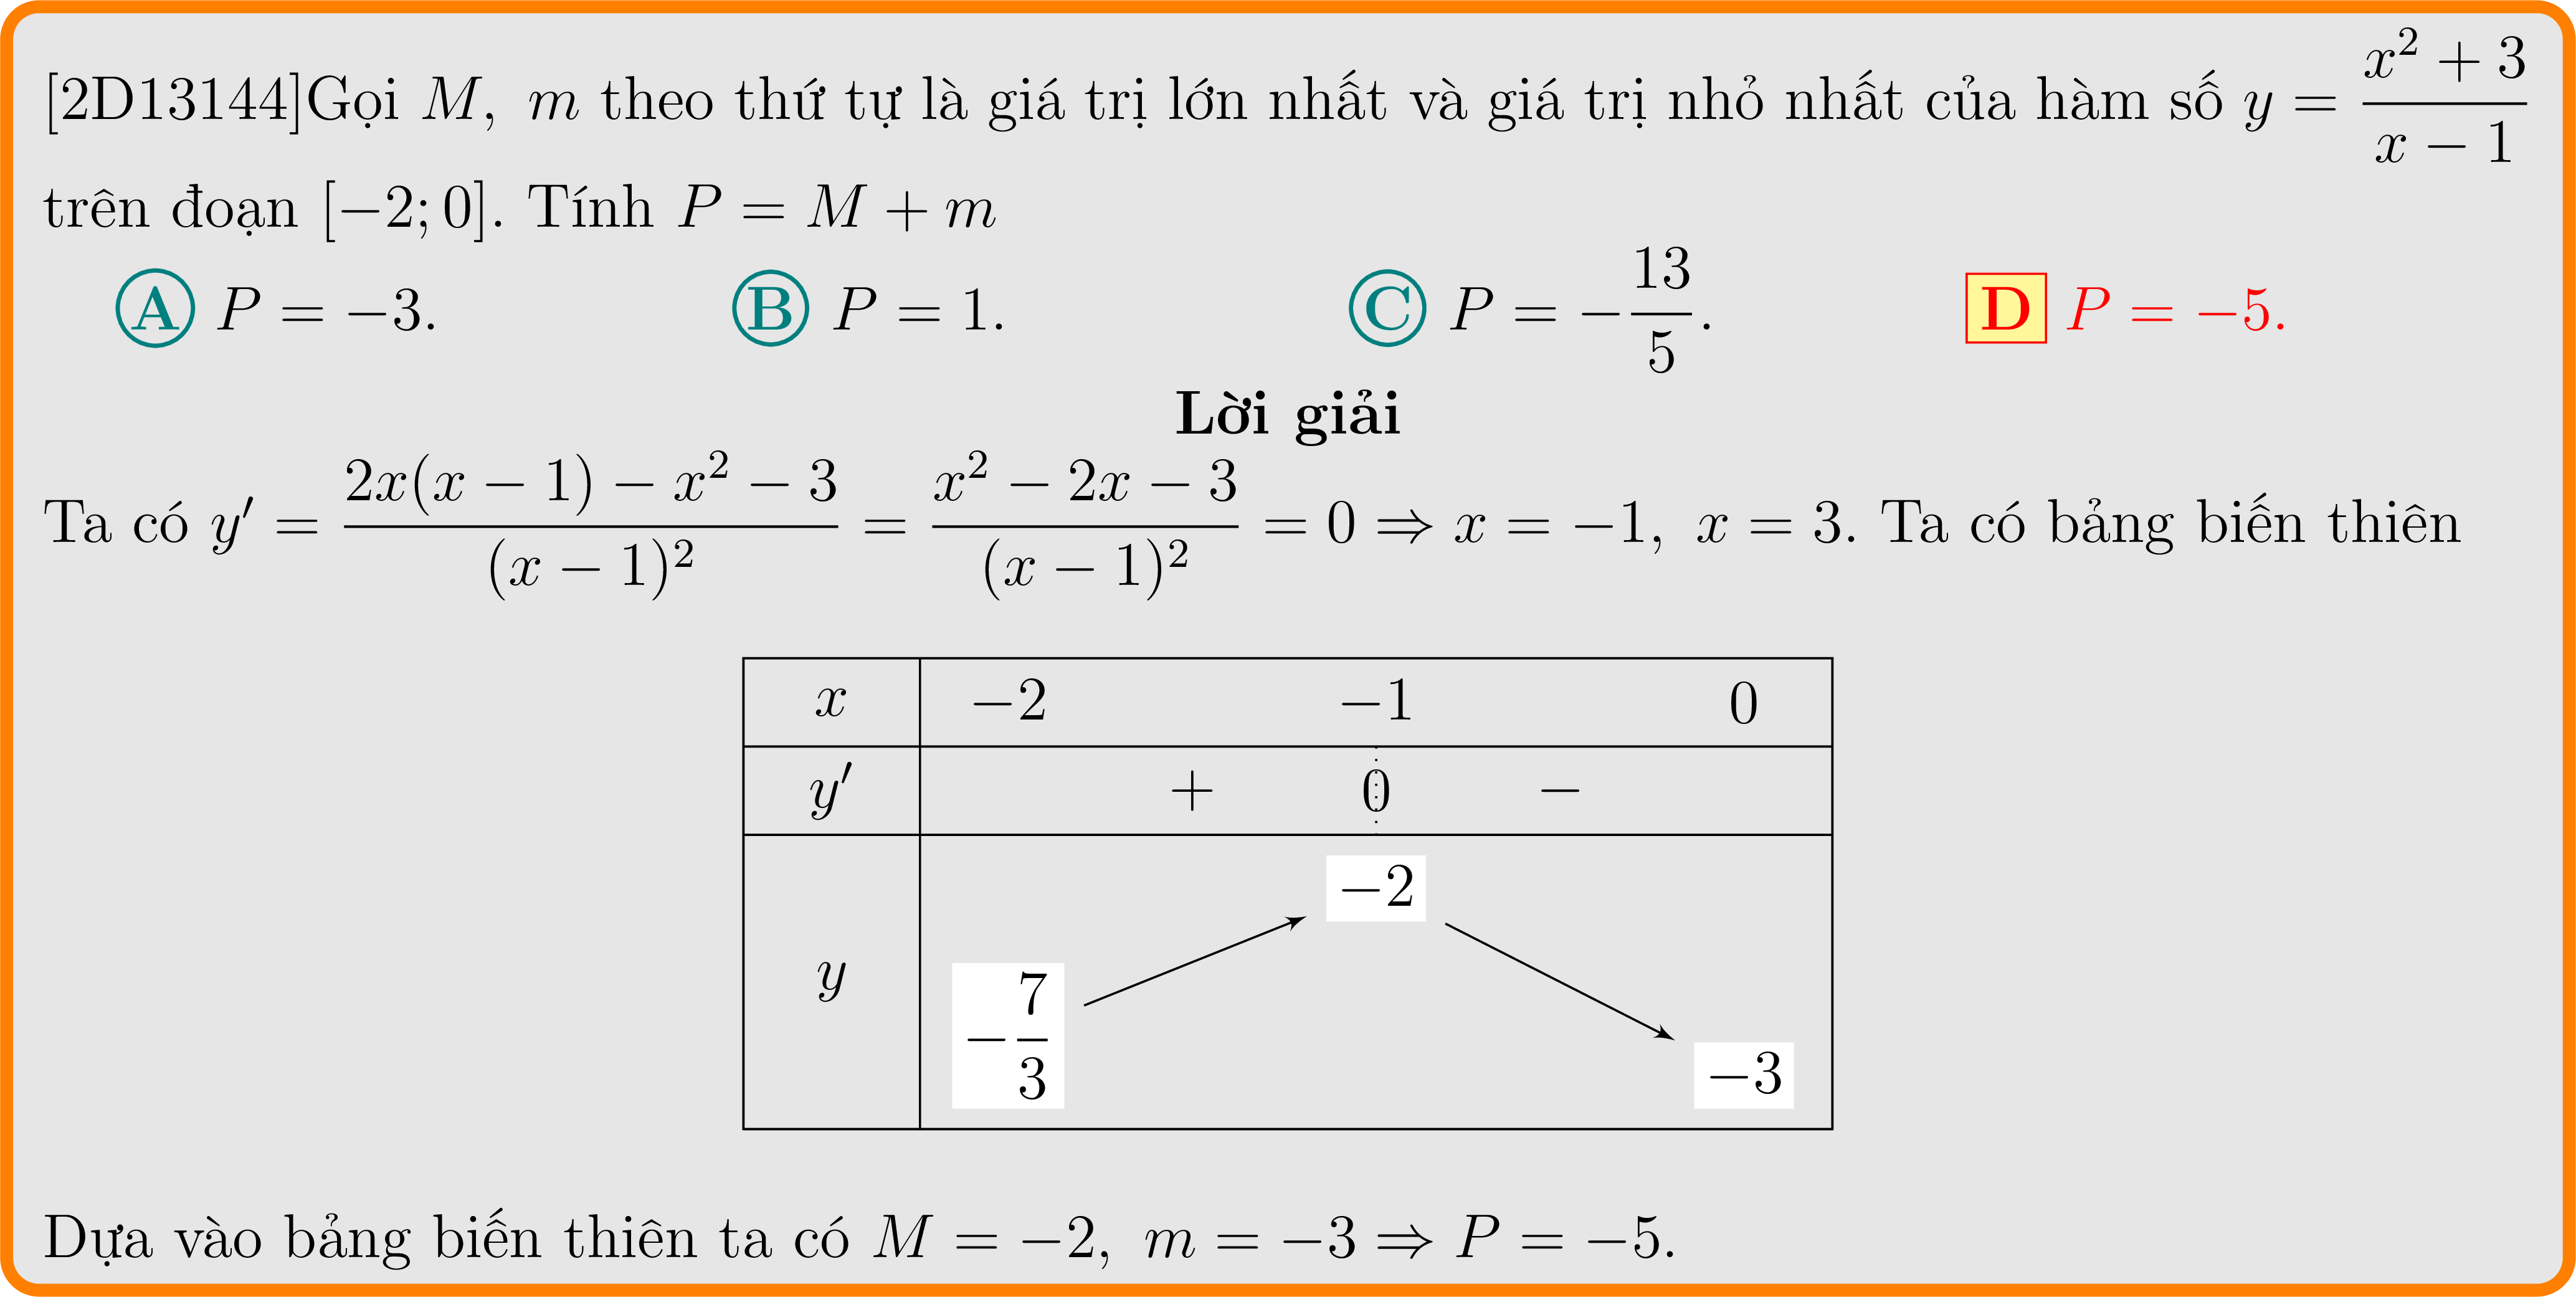 [2D13144]Gọi M, m theo thứ tự là giá trị lớn nhất và giá trị nhỏ nhất của hàm số y = \frac{x^2 + 3}{x - 1}
trên đoạn [−2; 0]. Tính P = M + m
A P = −3. B P = 1. C P = −\frac{13}{5}. D P = −5.
Lời giải
Ta có y′ = \frac{2x(x − 1) − x^2 − 3}{(x − 1)^2} = \frac{x^2 − 2x − 3}{(x − 1)^2} = 0 ⇒ x = −1, x = 3. Ta có bảng biến thiên
x −2 −1 0
y′ + 0 −
y −\frac{7}{3} −2 −3
Dựa vào bảng biến thiên ta có M = −2, m = −3 ⇒ P = −5.